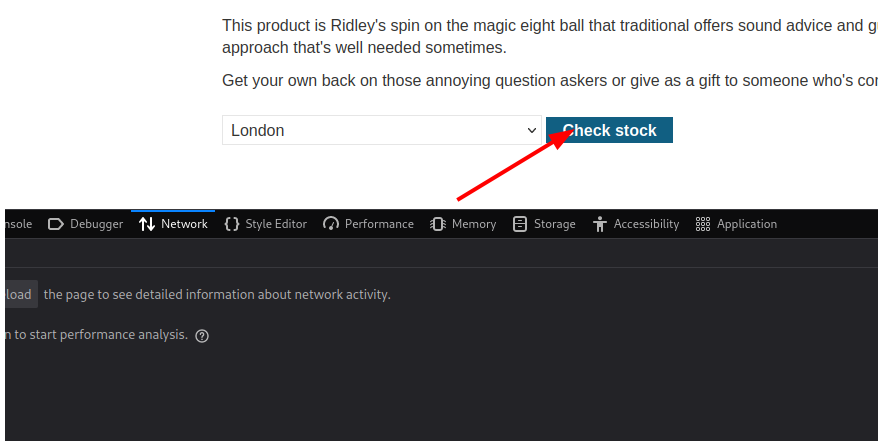 This product is Ridley's spin on the magic eight ball that traditional offers sound advice and
approach that's well needed sometimes.
Get your own back on those annoying question askers or give as a gift to someone who's
London
Check stock
Debugger Network Style Editor Performance Memory Storage Accessibility Application
the page to see detailed information about network activity.
to start performance analysis. ?